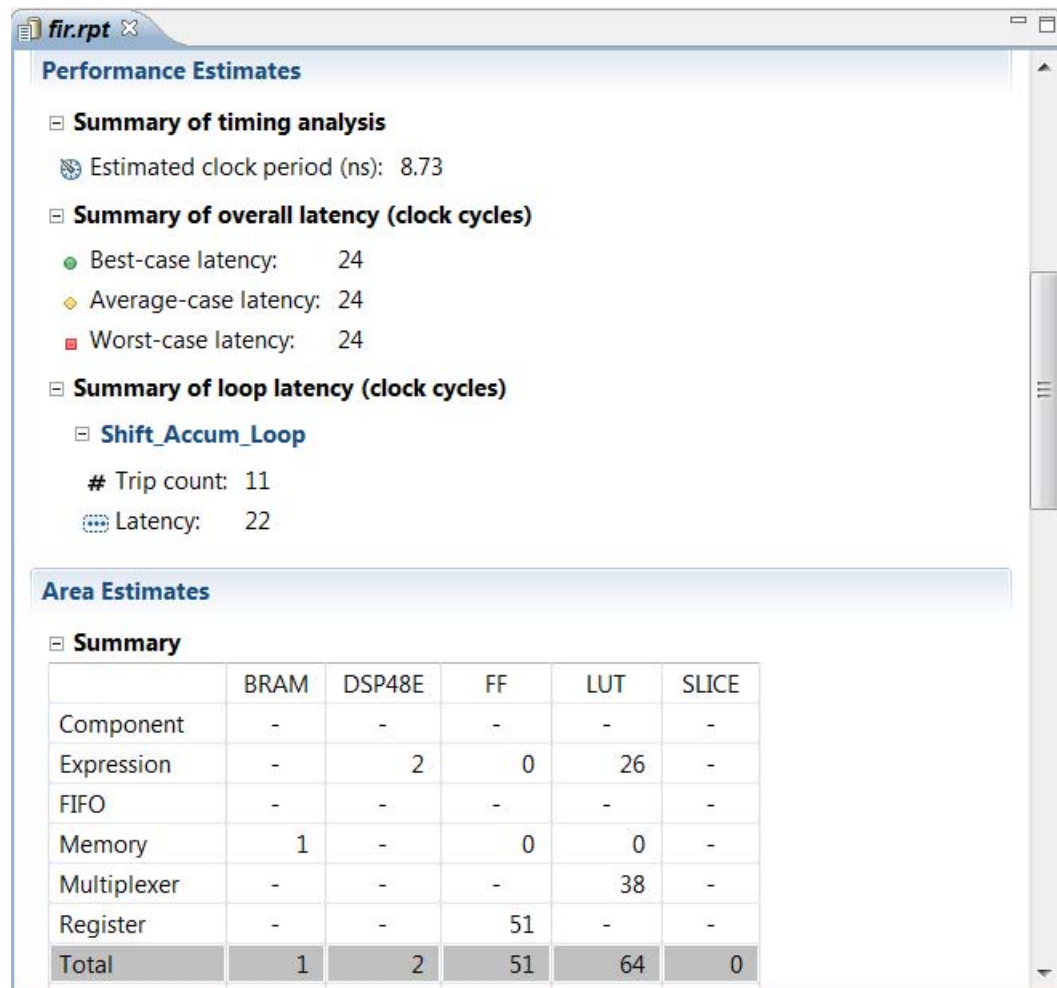 fir.rpt
Performance Estimates
Summary of timing analysis
Estimated clock period (ns): 8.73
Summary of overall latency (clock cycles)
Best-case latency: 24
Average-case latency: 24
Worst-case latency: 24
Summary of loop latency (clock cycles)
Shift_Accum_Loop
# Trip count: 11
Latency: 22
Area Estimates
Summary
BRAM DSP48E FF LUT SLICE
Component - - - - -
Expression - 2 0 26 -
FIFO - - - - -
Memory 1 - 0 0 -
Multiplexer - - - 38 -
Register - - 51 - -
Total 1 2 51 64 0